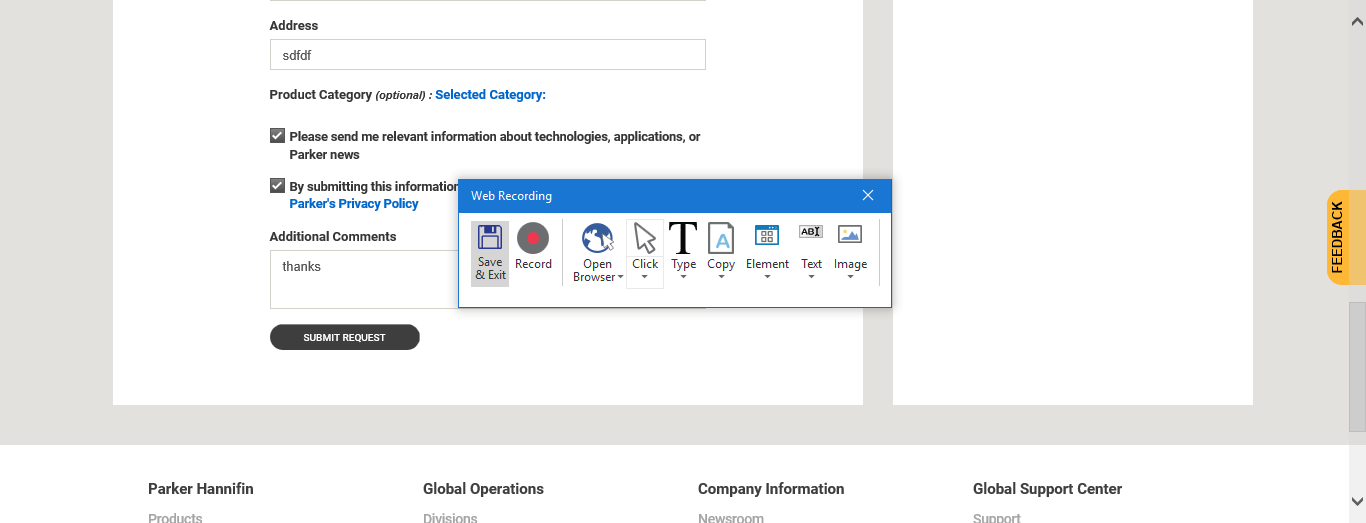 Address
sdfdf
Product Category (optional) : Selected Category:
Please send me relevant information about technologies, applications, or
Parker news
By submitting this information
Parker's Privacy Policy
Web Recording
Save
& Exit
Record
Open
Browser
Click
Type
Copy
Element
Text
Image
A
ABI
T
Additional Comments
thanks
SUBMIT REQUEST
FEEDBACK
Parker Hannifin
Global Operations
Company Information
Global Support Center
Products
Divisions
Newsroom
Support